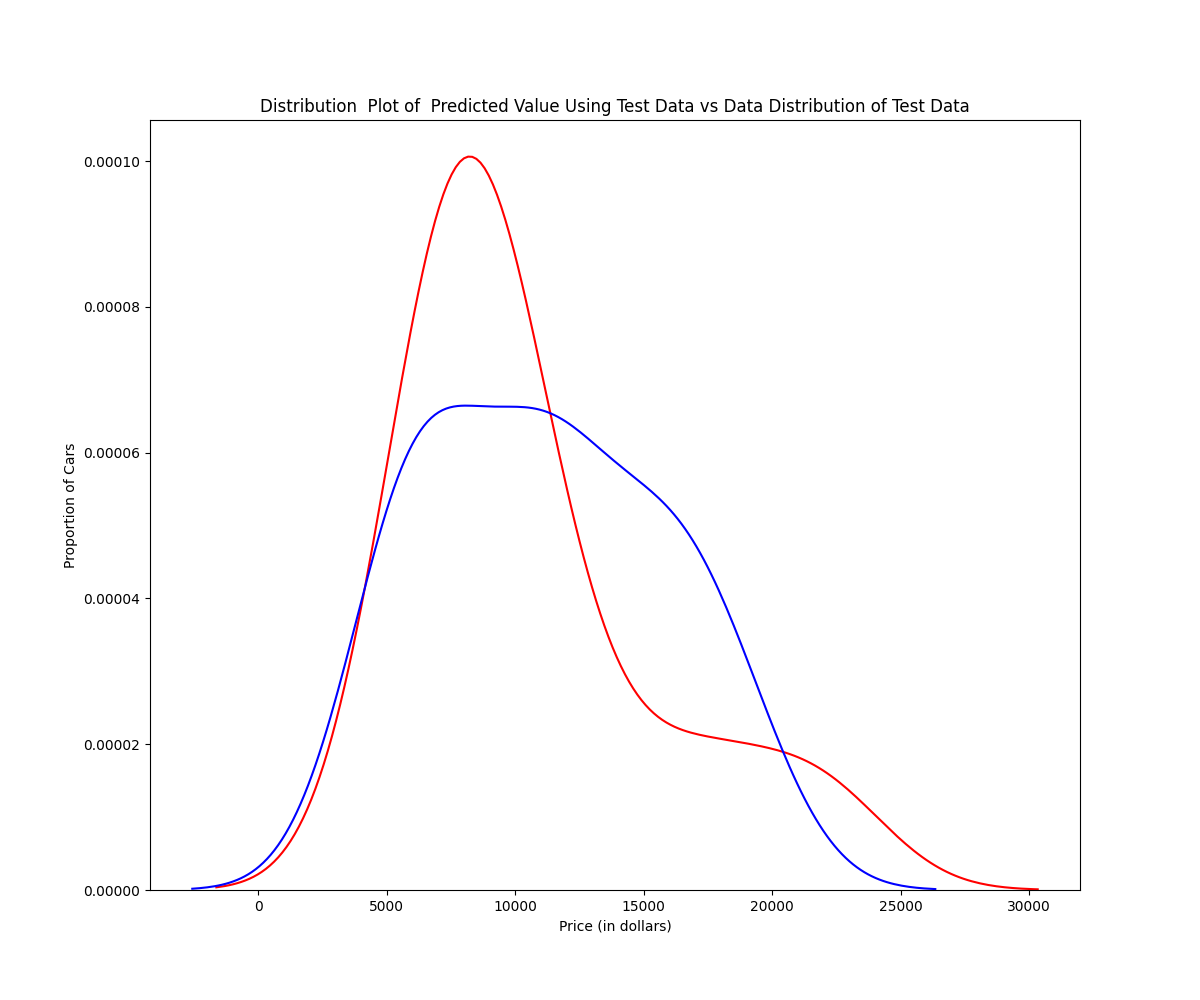 Distribution  Plot of  Predicted Value Using Test Data vs Data Distribution of Test Data
0.00010
0.00008
0.00006
0.00004
0.00002
0.00000
Proportion of Cars
0 5000 10000 15000 20000 25000 30000
Price (in dollars)